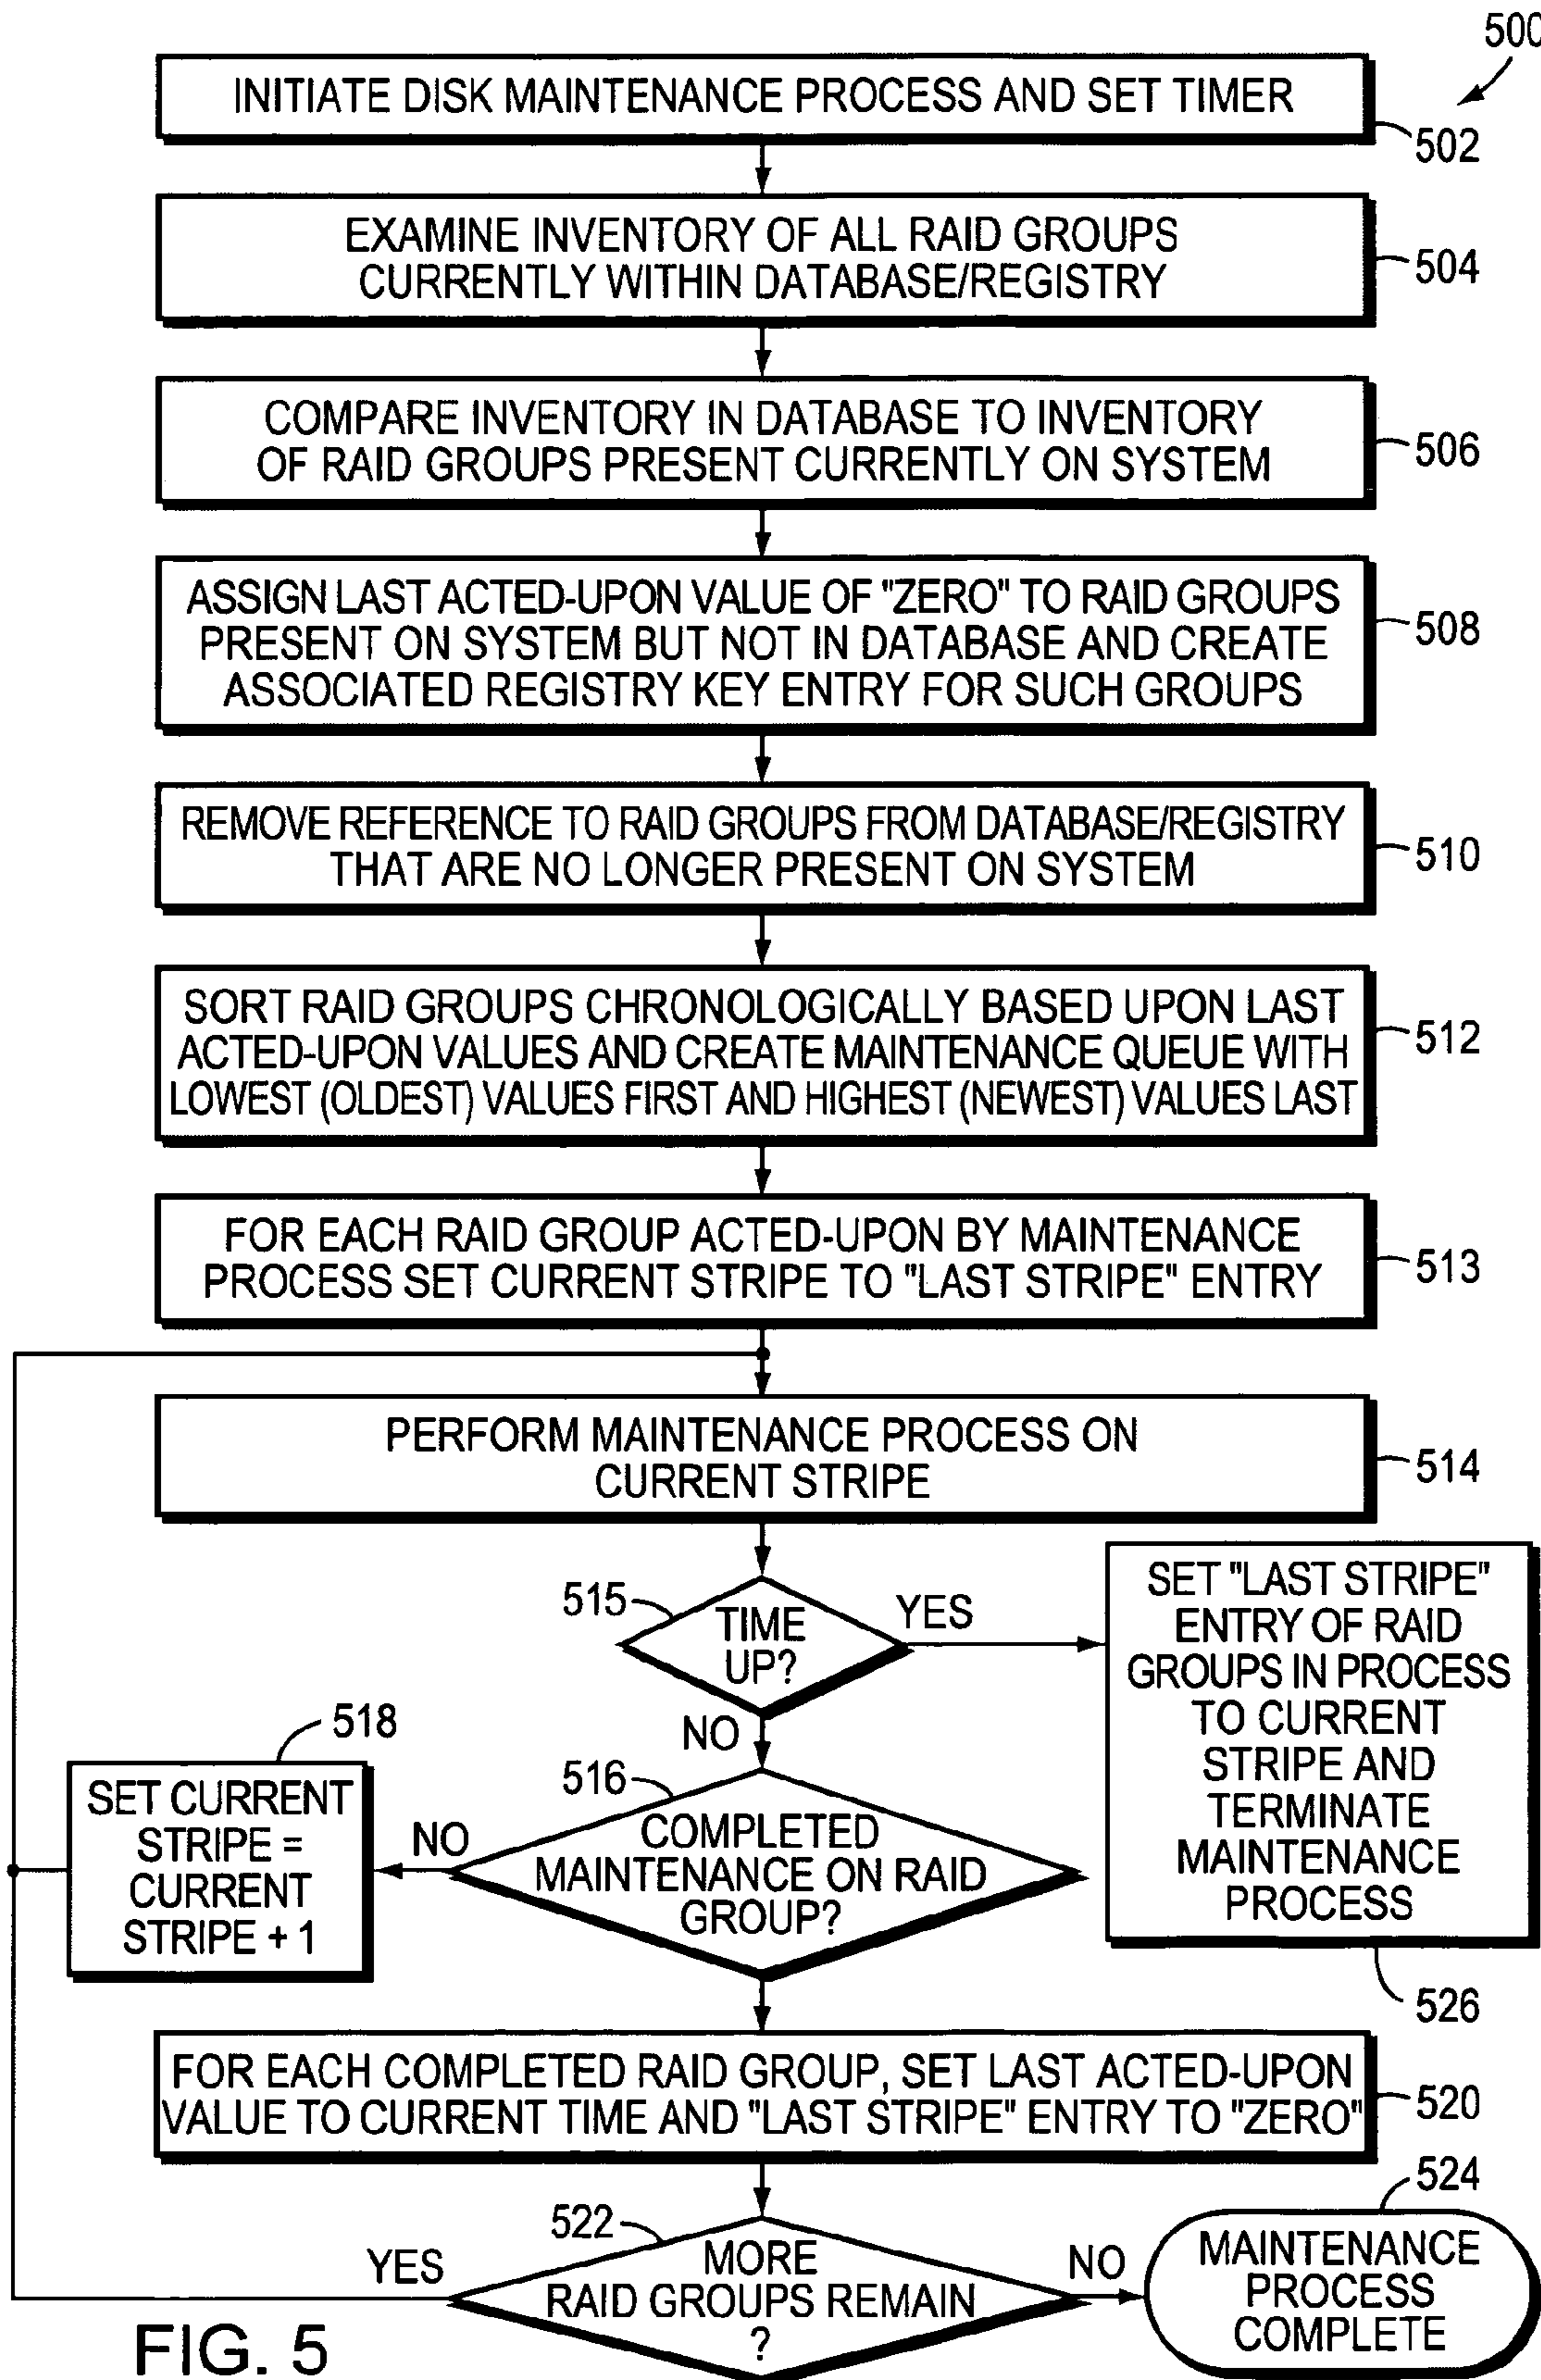 500
INITIATE DISK MAINTENANCE PROCESS AND SET TIMER
502
EXAMINE INVENTORY OF ALL RAID GROUPS
CURRENTLY WITHIN DATABASE/REGISTRY
504
COMPARE INVENTORY IN DATABASE TO INVENTORY
OF RAID GROUPS PRESENT CURRENTLY ON SYSTEM
506
ASSIGN LAST ACTED-UPON VALUE OF "ZERO" TO RAID GROUPS
PRESENT ON SYSTEM BUT NOT IN DATABASE AND CREATE
ASSOCIATED REGISTRY KEY ENTRY FOR SUCH GROUPS
508
REMOVE REFERENCE TO RAID GROUPS FROM DATABASE/REGISTRY
THAT ARE NO LONGER PRESENT ON SYSTEM
510
SORT RAID GROUPS CHRONOLOGICALLY BASED UPON LAST
ACTED-UPON VALUES AND CREATE MAINTENANCE QUEUE WITH
LOWEST (OLDEST) VALUES FIRST AND HIGHEST (NEWEST) VALUES LAST
512
FOR EACH RAID GROUP ACTED-UPON BY MAINTENANCE
PROCESS SET CURRENT STRIPE TO "LAST STRIPE" ENTRY
513
PERFORM MAINTENANCE PROCESS ON
CURRENT STRIPE
514
515
TIME
UP?
YES
NO
SET "LAST STRIPE"
ENTRY OF RAID
GROUPS IN PROCESS
TO CURRENT
STRIPE AND
TERMINATE
MAINTENANCE
PROCESS
526
516
COMPLETED
MAINTENANCE ON RAID
GROUP?
NO
518
SET CURRENT
STRIPE =
CURRENT
STRIPE + 1
FOR EACH COMPLETED RAID GROUP, SET LAST ACTED-UPON
VALUE TO CURRENT TIME AND "LAST STRIPE" ENTRY TO "ZERO"
520
522
MORE
RAID GROUPS REMAIN
?
YES
NO
524
MAINTENANCE
PROCESS
COMPLETE
FIG. 5